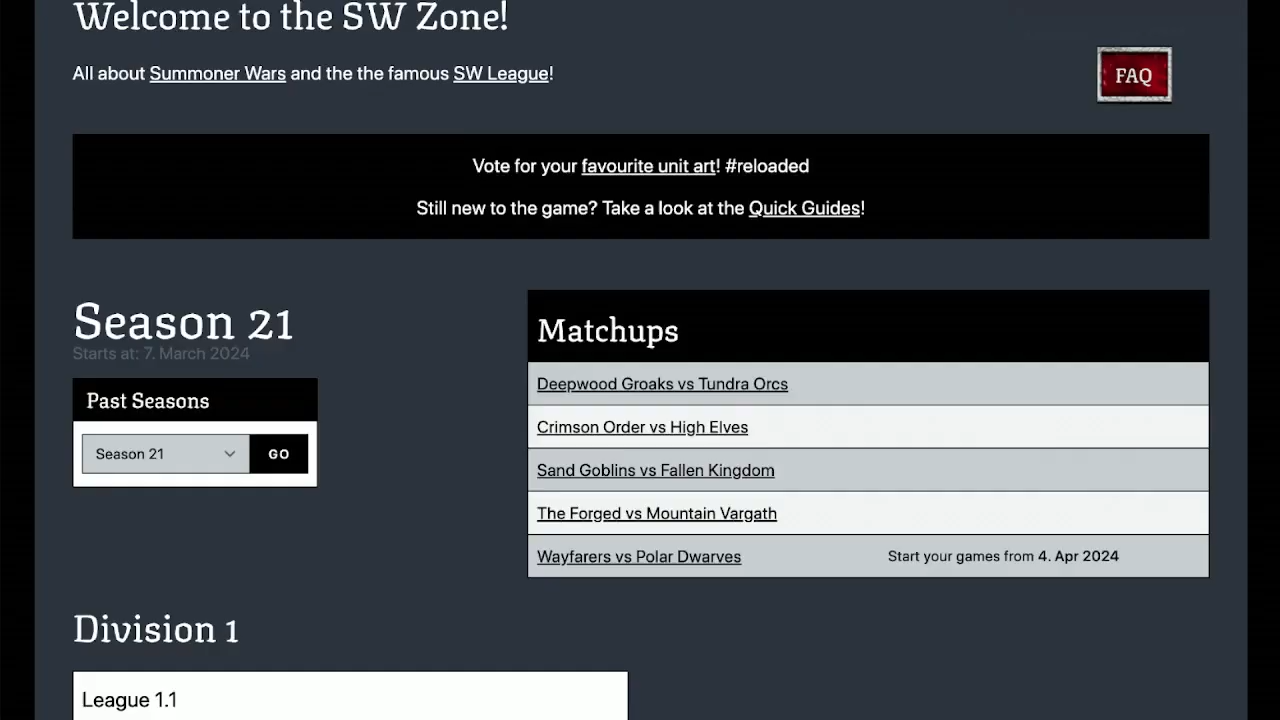 Welcome to the SW Zone!
All about Summoner Wars and the the famous SW League!
FAQ
Vote for your favourite unit art! #reloaded
Still new to the game? Take a look at the Quick Guides!
Season 21
Starts at: 7. March 2024
Past Seasons
Season 21
GO
Matchups
Deepwood Groaks vs Tundra Orcs
Crimson Order vs High Elves
Sand Goblins vs Fallen Kingdom
The Forged vs Mountain Vargath
Wayfarers vs Polar Dwarves Start your games from 4. Apr 2024
Division 1
League 1.1